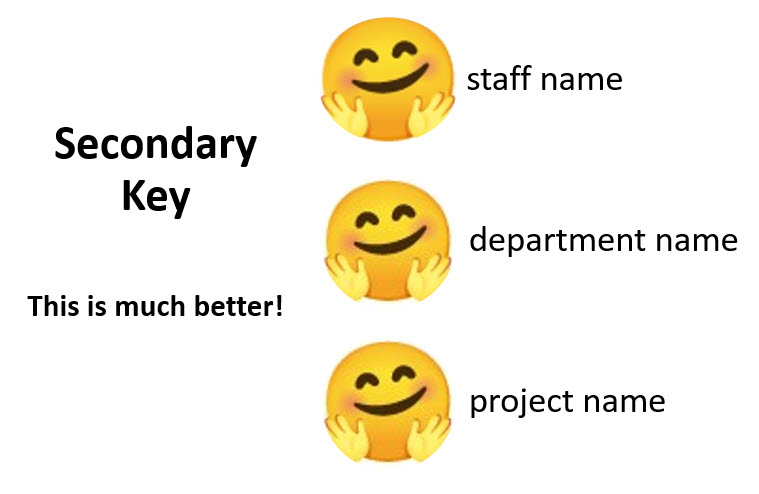 Secondary
Key
This is much better!
staff name
department name
project name